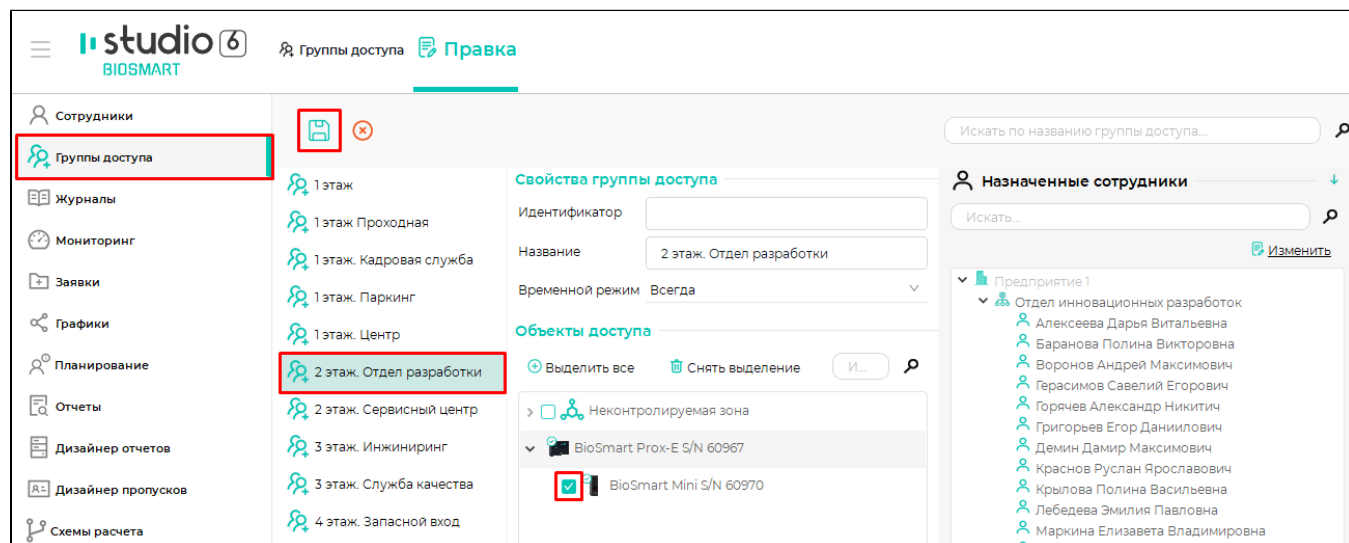 studio 6
BIOSMART
Группы доступа
Правка
Сотрудники
Группы доступа
Журналы
Мониторинг
Заявки
Графики
Планирование
Отчеты
Дизайнер отчетов
Дизайнер пропусков
Схемы расчета
Искать по названию группы доступа...
1 этаж
1 этаж Проходная
1 этаж. Кадровая служба
1 этаж. Паркинг
1 этаж. Центр
2 этаж. Отдел разработки
2 этаж. Сервисный центр
3 этаж. Инжиниринг
3 этаж. Служба качества
4 этаж. Запасной вход
Свойства группы доступа
Идентификатор
Название 2 этаж. Отдел разработки
Временной режим Всегда
Объекты доступа
Выделить все Снять выделение И...
Неконтролируемая зона
BioSmart Prox-E S/N 60967
BioSmart Mini S/N 60970
Назначенные сотрудники
Искать...
Изменить
Предприятие 1
Отдел инновационных разработок
Алексеева Дарья Витальевна
Баранова Полина Викторовна
Воронов Андрей Максимович
Герасимов Савелий Егорович
Горячев Александр Никитич
Григорьев Егор Даниилович
Демин Дамир Максимович
Краснов Руслан Ярославович
Крылова Полина Васильевна
Лебедева Эмилия Павловна
Маркина Елизавета Владимировна